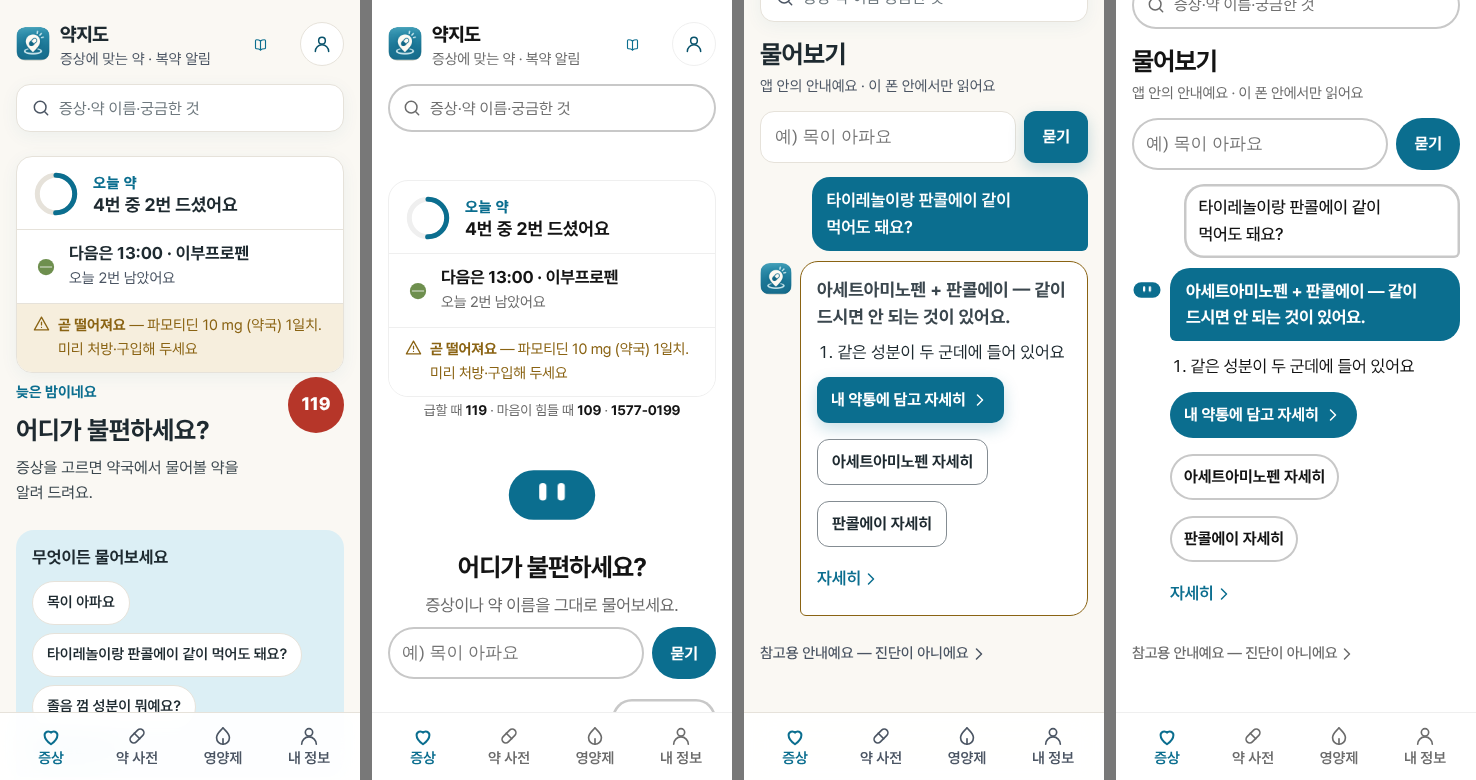 약지도
증상에 맞는 약 · 복약 알림
증상·약 이름·궁금한 것
오늘 약
4번 중 2번 드셨어요
다음은 13:00 · 이부프로펜
오늘 2번 남았어요
곧 떨어져요 — 파모티딘 10 mg (약국) 1일치.
미리 처방·구입해 두세요
늦은 밤이네요
119
어디가 불편하세요?
증상을 고르면 약국에서 물어볼 약을
알려 드려요.
무엇이든 물어보세요
목이 아파요
타이레놀이랑 판콜에이 같이 먹어도 돼요?
졸음 껌 성분이 뭐예요?
증상
약 사전
영양제
내 정보
약지도
증상에 맞는 약 · 복약 알림
증상·약 이름·궁금한 것
오늘 약
4번 중 2번 드셨어요
다음은 13:00 · 이부프로펜
오늘 2번 남았어요
곧 떨어져요 — 파모티딘 10 mg (약국) 1일치.
미리 처방·구입해 두세요
급할 때 119 · 마음이 힘들 때 109 · 1577-0199
어디가 불편하세요?
증상이나 약 이름을 그대로 물어보세요.
예) 목이 아파요
묻기
증상
약 사전
영양제
내 정보
증상·약 이름·궁금한 것
물어보기
앱 안의 안내예요 · 이 폰 안에서만 읽어요
예) 목이 아파요
묻기
타이레놀이랑 판콜에이 같이
먹어도 돼요?
아세트아미노펜 + 판콜에이 — 같이
드시면 안 되는 것이 있어요.
1. 같은 성분이 두 군데에 들어 있어요
내 약통에 담고 자세히
아세트아미노펜 자세히
판콜에이 자세히
자세히
참고용 안내예요 — 진단이 아니에요
증상
약 사전
영양제
내 정보
증상·약 이름·궁금한 것
물어보기
앱 안의 안내예요 · 이 폰 안에서만 읽어요
예) 목이 아파요
묻기
타이레놀이랑 판콜에이 같이
먹어도 돼요?
아세트아미노펜 + 판콜에이 — 같이
드시면 안 되는 것이 있어요.
1. 같은 성분이 두 군데에 들어 있어요
내 약통에 담고 자세히
아세트아미노펜 자세히
판콜에이 자세히
자세히
참고용 안내예요 — 진단이 아니에요
증상
약 사전
영양제
내 정보